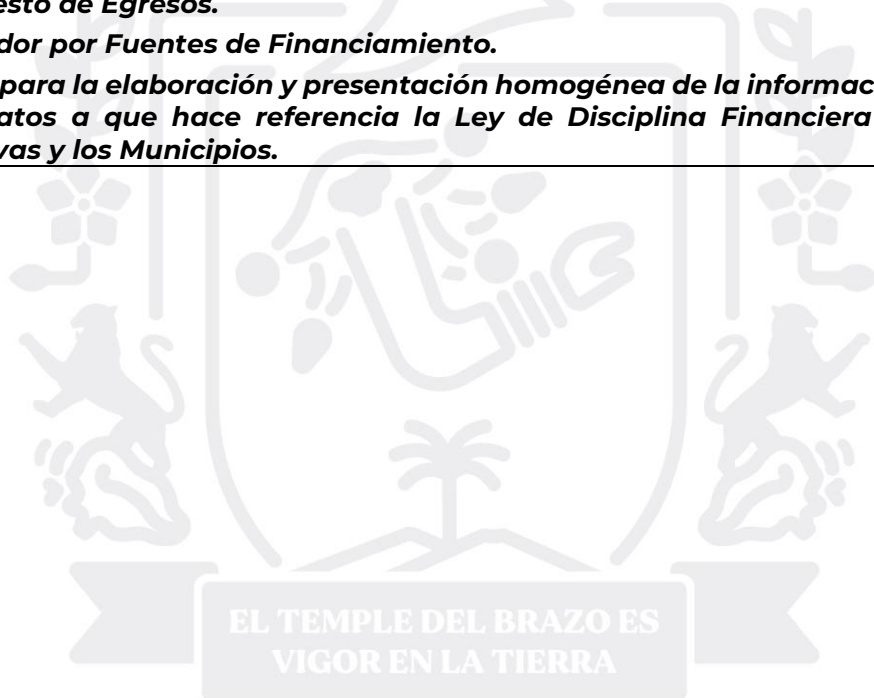 esto de Egresos.
dor por Fuentes de Financiamiento.
para la elaboración y presentación homogénea de la informac
atos a que hace referencia la Ley de Disciplina Financiera
vas y los Municipios.
EL TEMPLE DEL BRAZO ES
VIGOR EN LA TIERRA